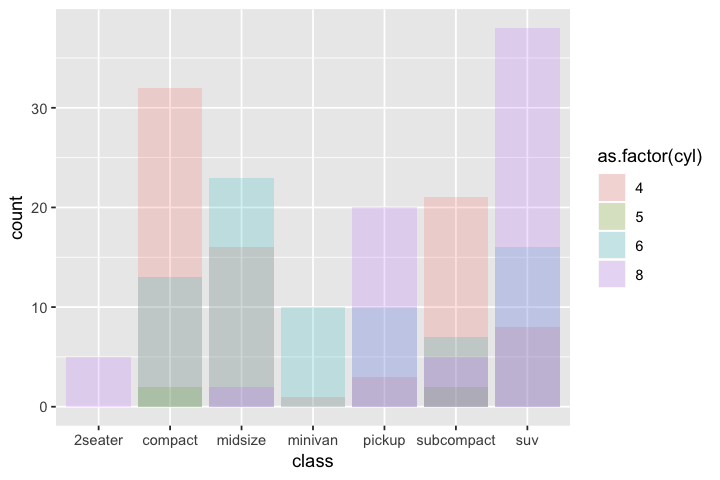 30
20
10
0
count
2seater compact midsize minivan pickup subcompact suv
class
as.factor(cyl)
4
5
6
8